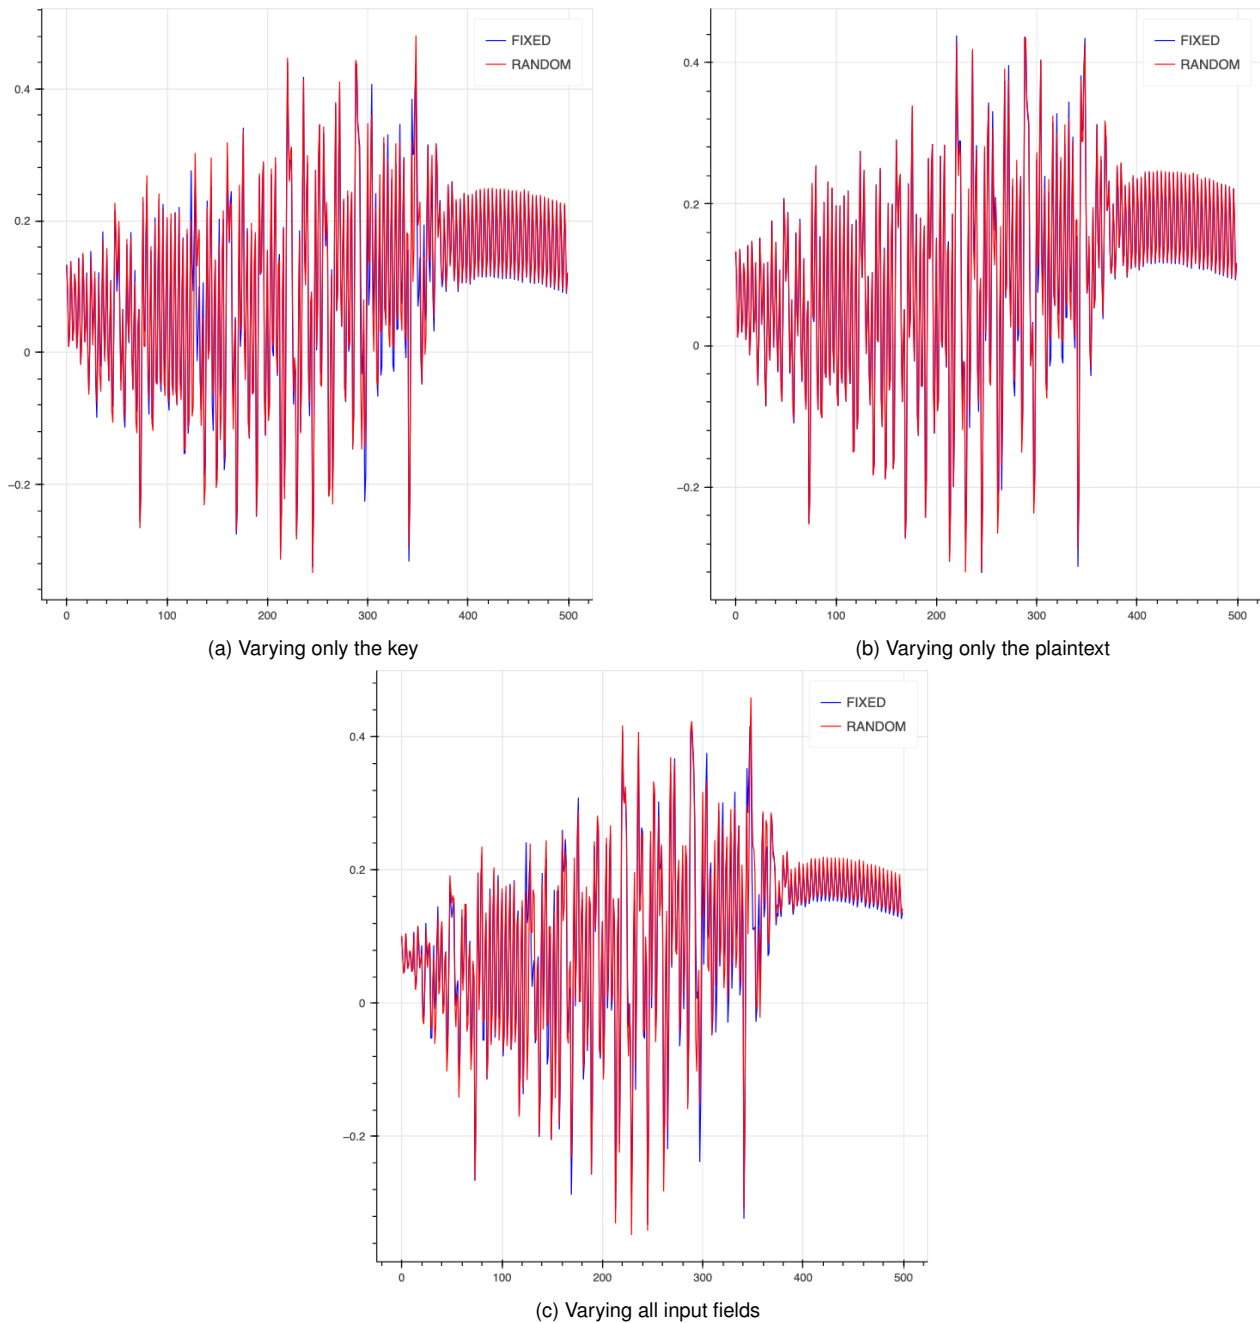 FIXED
RANDOM
0.4
0.2
0
−0.2
0 100 200 300 400 500
(a) Varying only the key
FIXED
RANDOM
0.4
0.2
0
−0.2
0 100 200 300 400 500
(b) Varying only the plaintext
FIXED
RANDOM
0.4
0.2
0
−0.2
0 100 200 300 400 500
(c) Varying all input fields